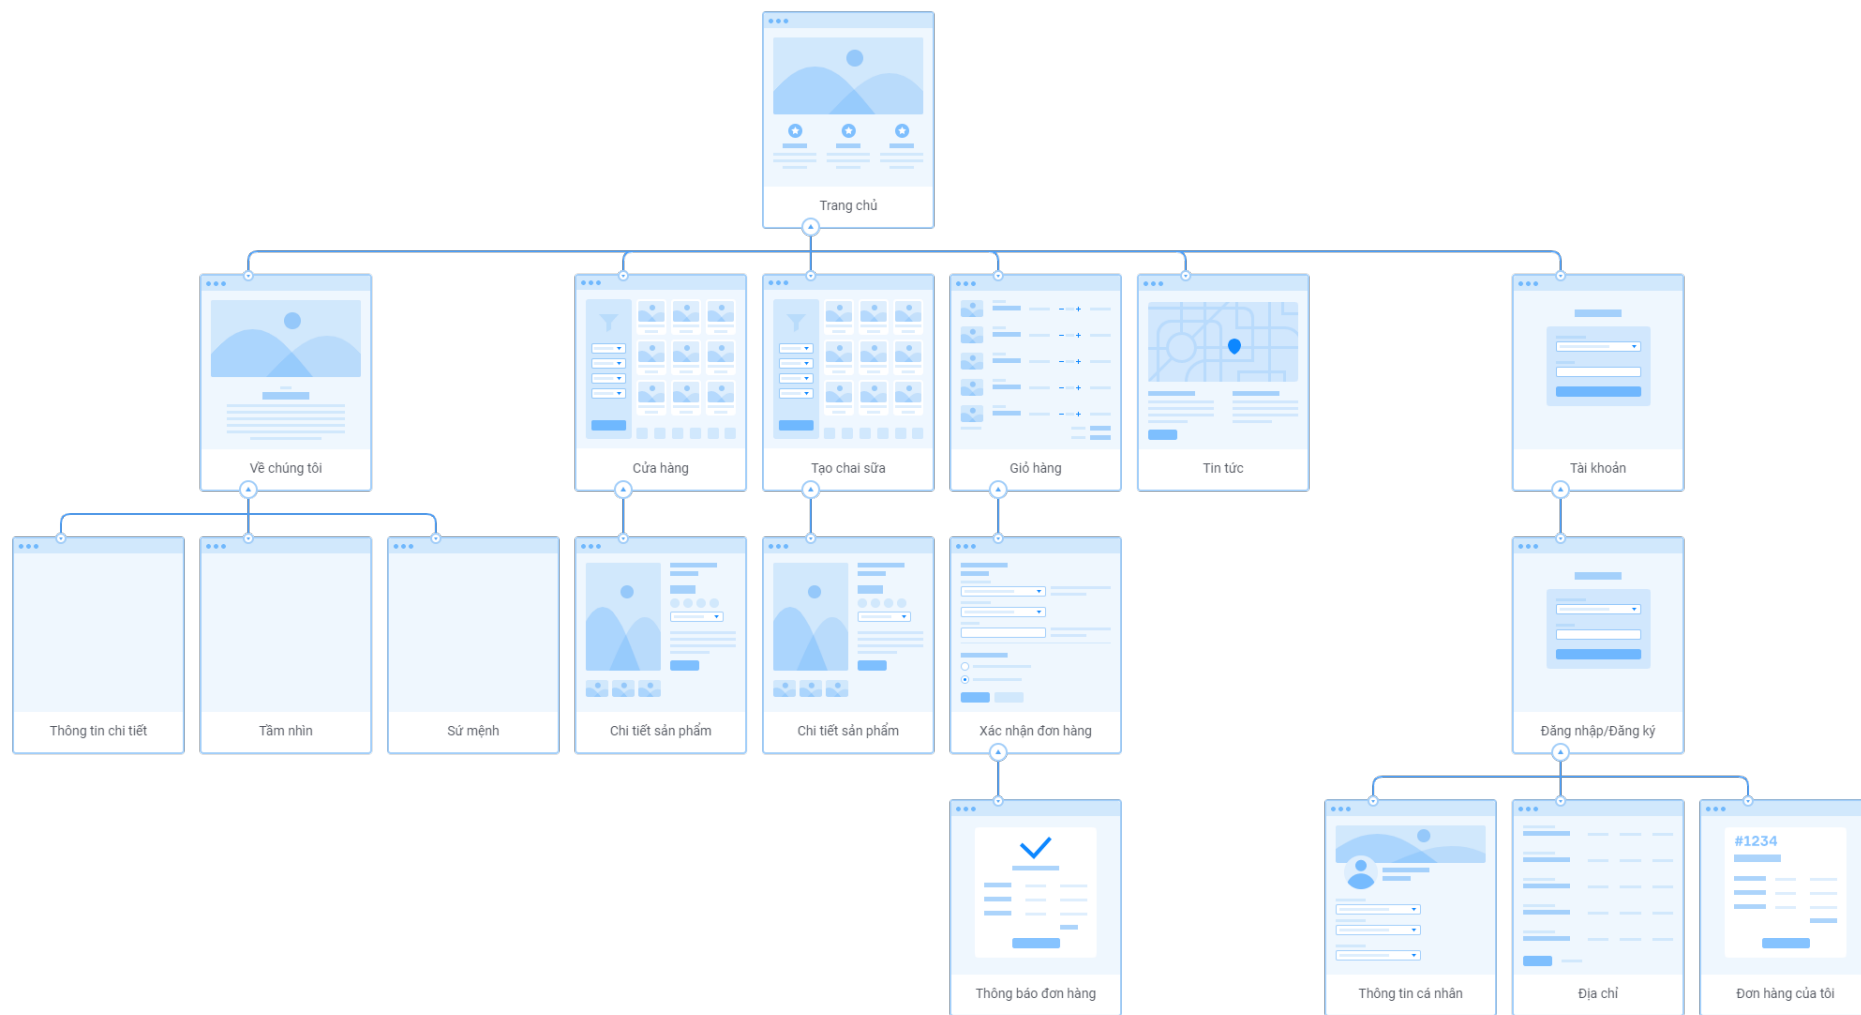 Trang chủ
Về chúng tôi
Cửa hàng
Tạo chai sữa
Giỏ hàng
Tin tức
Tài khoản
Thông tin chi tiết
Tầm nhìn
Sứ mệnh
Chi tiết sản phẩm
Chi tiết sản phẩm
Xác nhận đơn hàng
Đăng nhập/Đăng ký
#1234
Thông báo đơn hàng
Thông tin cá nhân
Địa chỉ
Đơn hàng của tôi